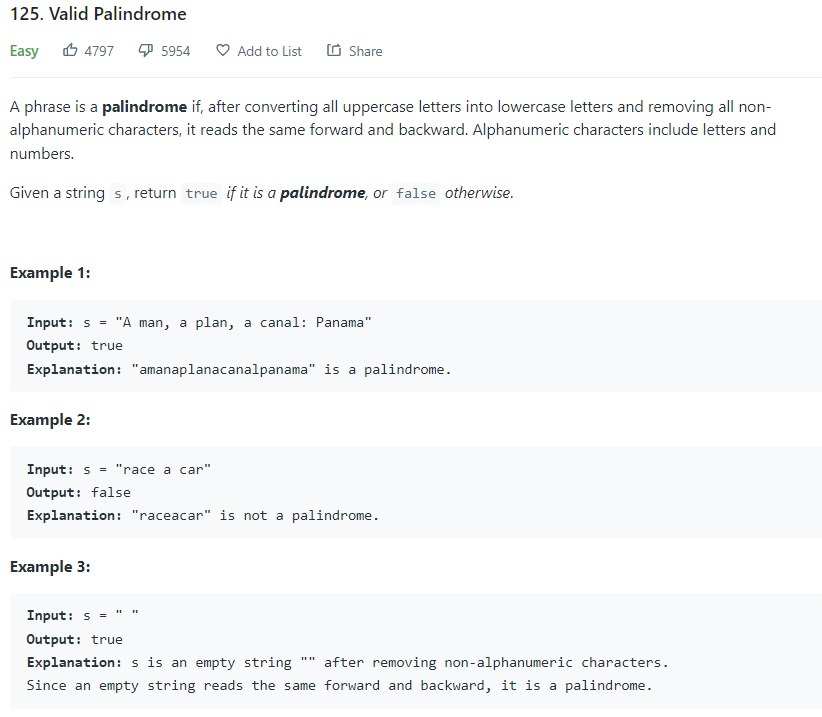 125. Valid Palindrome
Easy 4797 5954 Add to List Share
A phrase is a palindrome if, after converting all uppercase letters into lowercase letters and removing all non-
alphanumeric characters, it reads the same forward and backward. Alphanumeric characters include letters and
numbers.
Given a string s, return true if it is a palindrome, or false otherwise.
Example 1:
Input: s = "A man, a plan, a canal: Panama"
Output: true
Explanation: "amanaplanacanalpanama" is a palindrome.
Example 2:
Input: s = "race a car"
Output: false
Explanation: "raceacar" is not a palindrome.
Example 3:
Input: s = " "
Output: true
Explanation: s is an empty string "" after removing non-alphanumeric characters.
Since an empty string reads the same forward and backward, it is a palindrome.